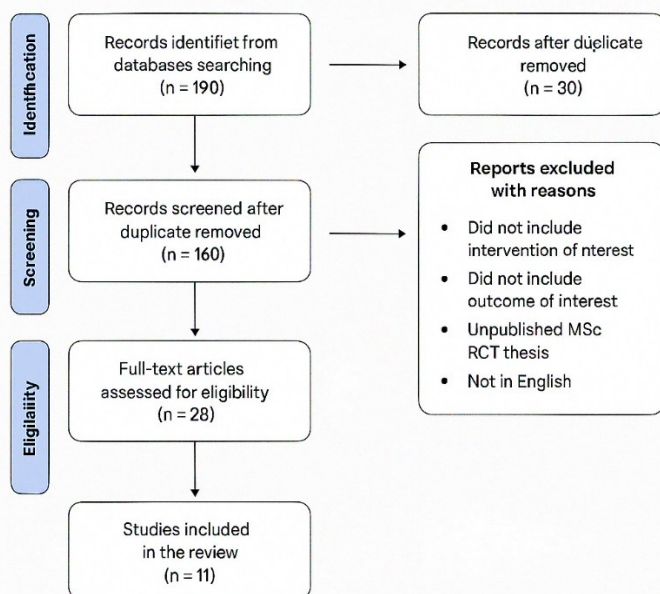 Identification
Records identifiet from
databases searching
(n = 190)
Records after duplicate
removed
(n = 30)
Screening
Records screened after
duplicate removed
(n = 160)
Reports excluded
with reasons
• Did not include
intervention of nterest
• Did not include
outcome of interest
• Unpublished MSc
RCT thesis
• Not in English
Eligilaiity
Full-text articles
assessed for eligibility
(n = 28)
Studies included
in the review
(n = 11)